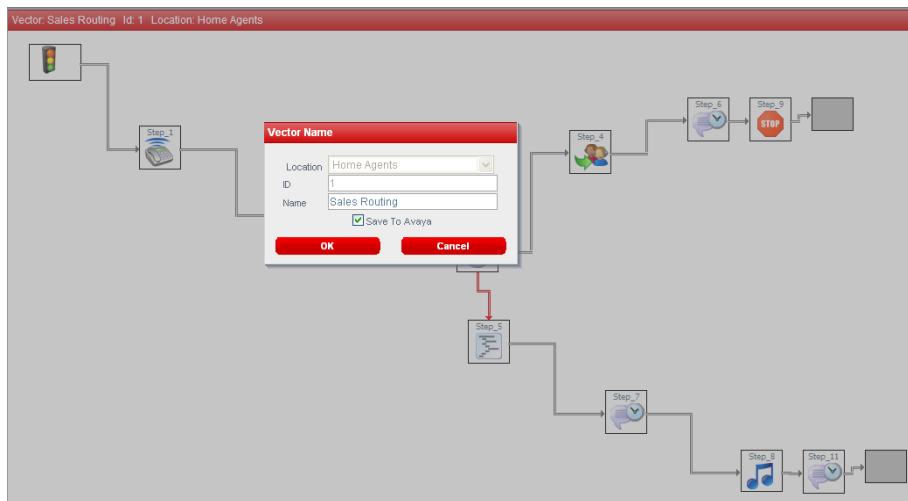 Vector: Sales Routing Id: 1 Location: Home Agents
Step_1
Step_6
Step_9
STOP
Step_4
Vector Name
Location Home Agents
ID 1
Name Sales Routing
Save To Avaya
OK Cancel
Step_5
Step_7
Step_8
Step_11